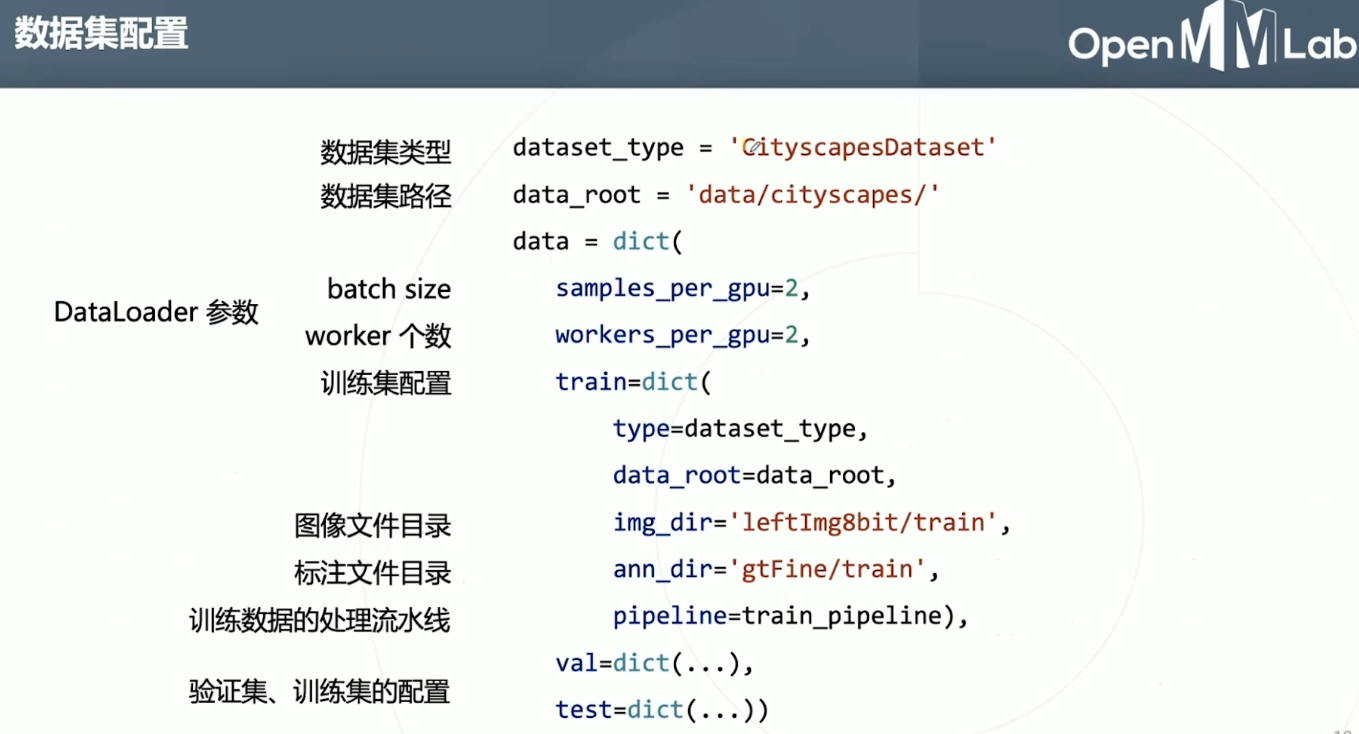 数据集配置
OpenMMLab
数据集类型 dataset_type = 'CityscapesDataset'
数据集路径 data_root = 'data/cityscapes/'
data = dict(
batch size samples_per_gpu=2,
DataLoader 参数
worker 个数 workers_per_gpu=2,
训练集配置 train=dict(
type=dataset_type,
data_root=data_root,
图像文件目录 img_dir='leftImg8bit/train',
标注文件目录 ann_dir='gtFine/train',
训练数据的处理流水线 pipeline=train_pipeline),
val=dict(...),
验证集、训练集的配置
test=dict(...))